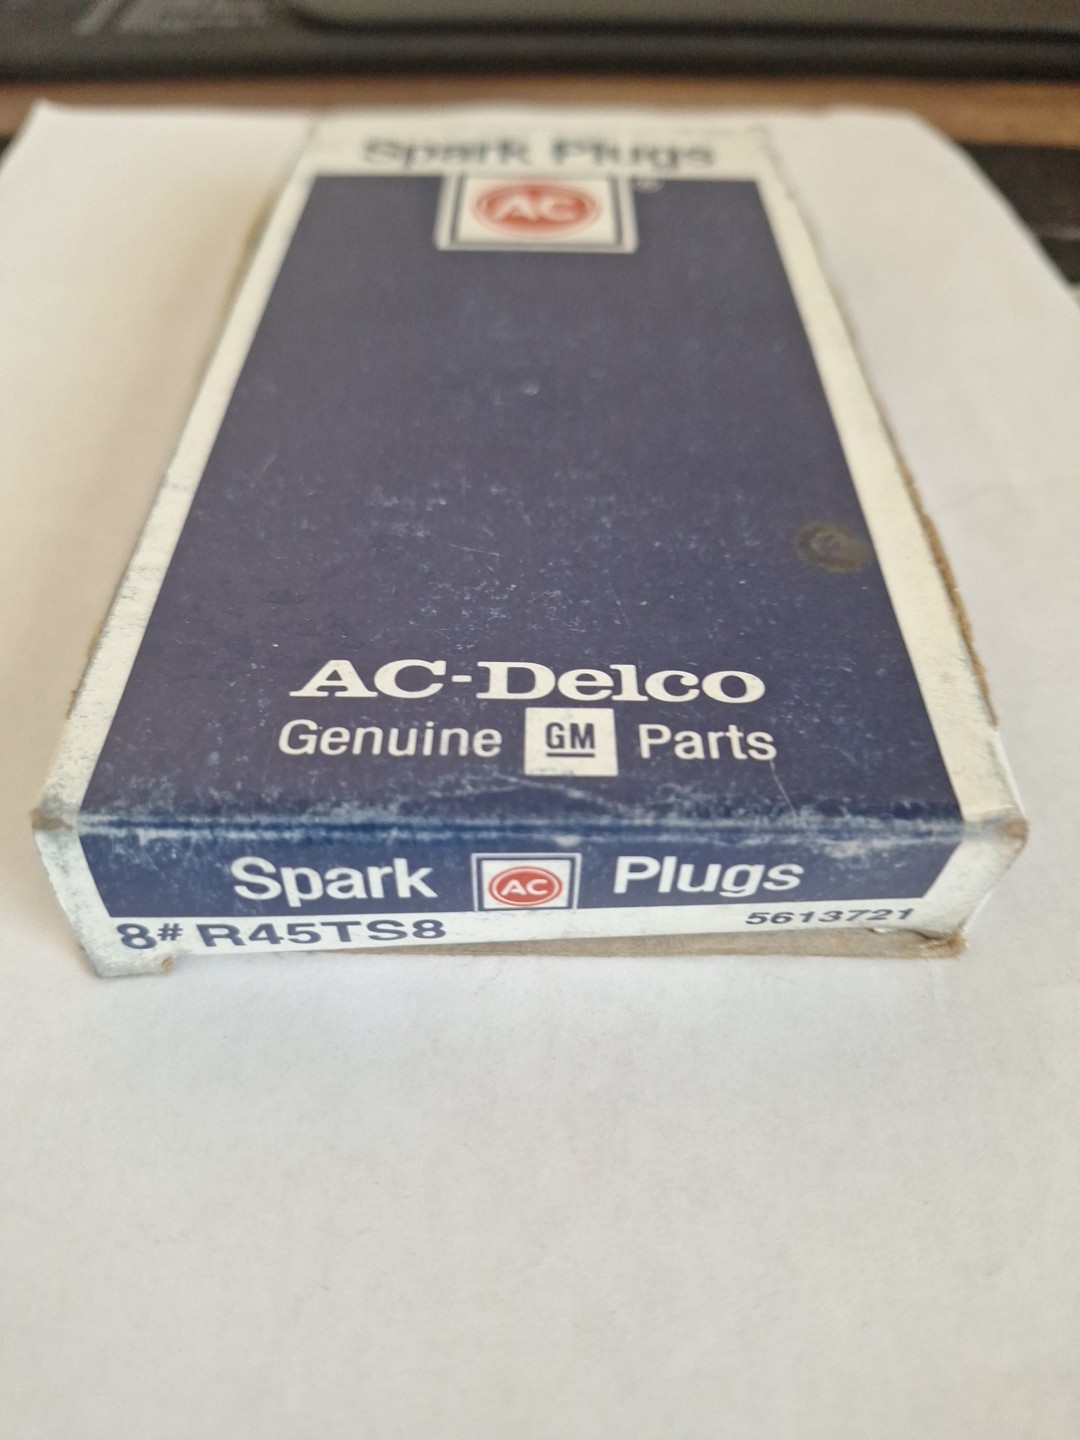 Spark Plugs
AC
®
AC-Delco
Genuine GM Parts
Spark AC Plugs
8# R45TS8 5613721